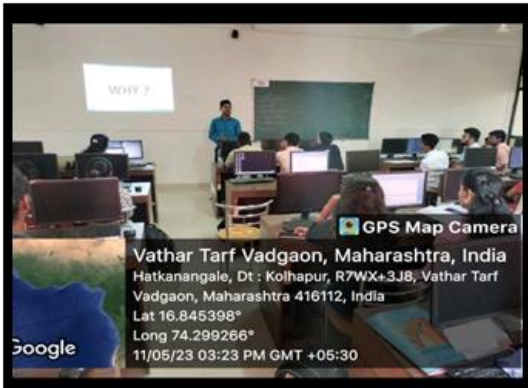 WHY ?
GPS Map Camera
Vathar Tarf Vadgaon, Maharashtra, India
Hatkanangale, Dt : Kolhapur, R7WX+3J8, Vathar Tarf
Vadgaon, Maharashtra 416112, India
Lat 16.845398°
Long 74.299266°
11/05/23 03:23 PM GMT +05:30
Google